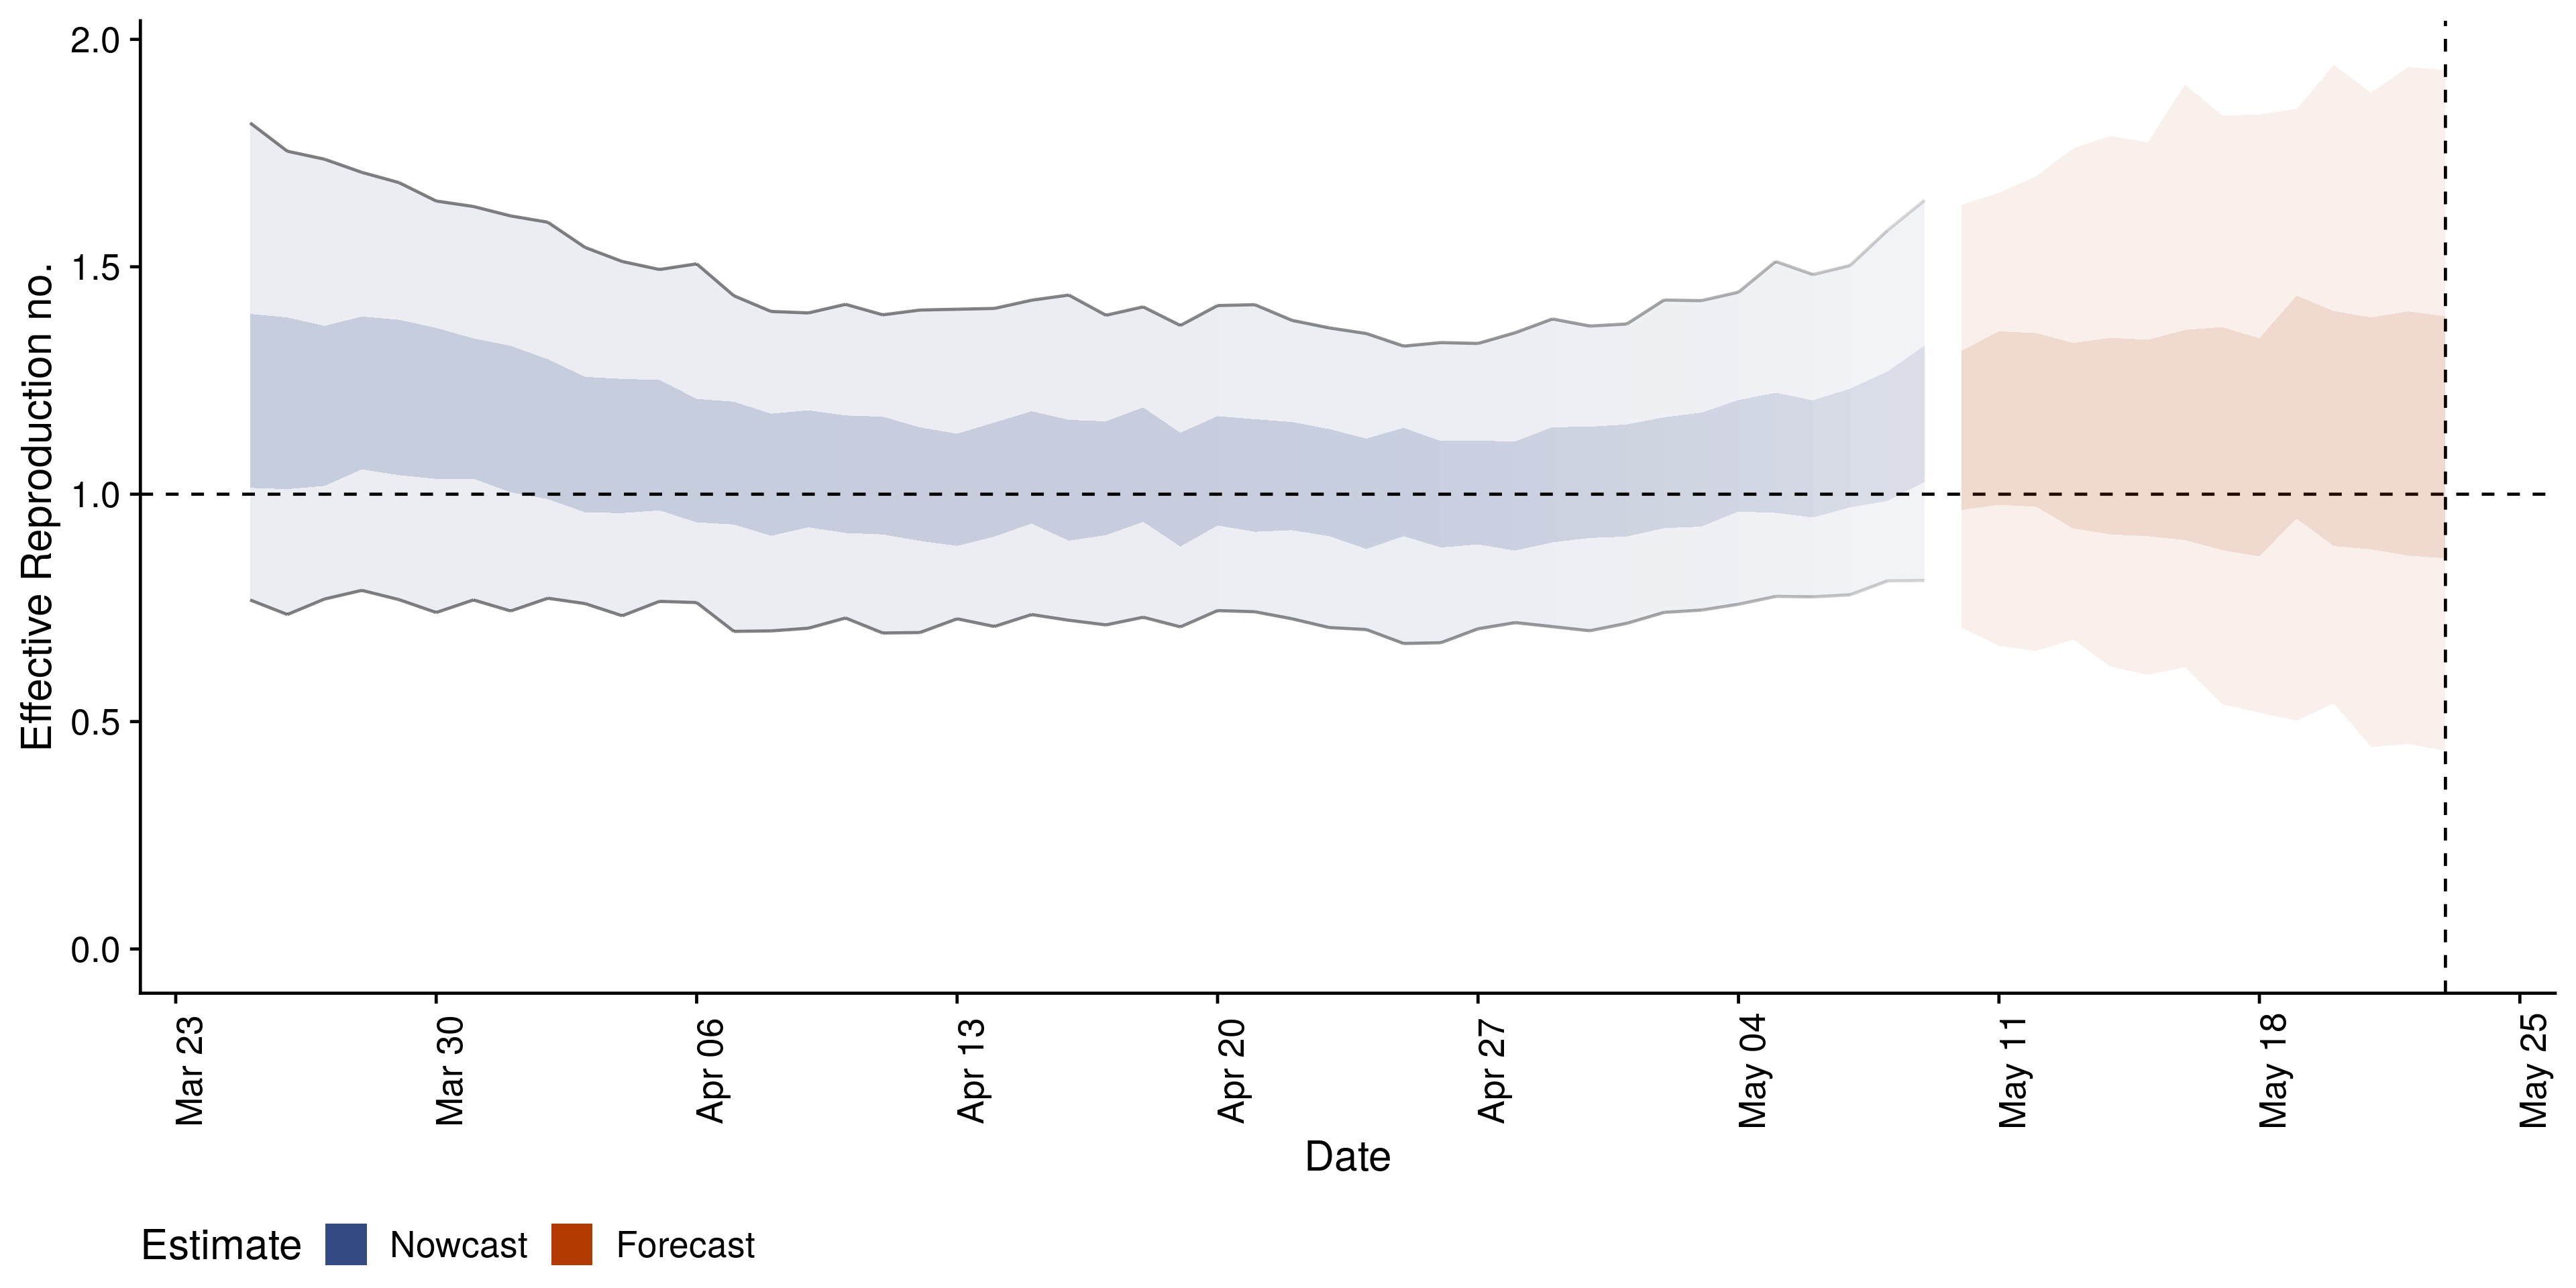 Effective Reproduction no.
2.0
1.5
1.0
0.5
0.0
Mar 23
Mar 30
Apr 06
Apr 13
Apr 20
Apr 27
May 04
May 11
May 18
May 25
Date
Estimate Nowcast Forecast